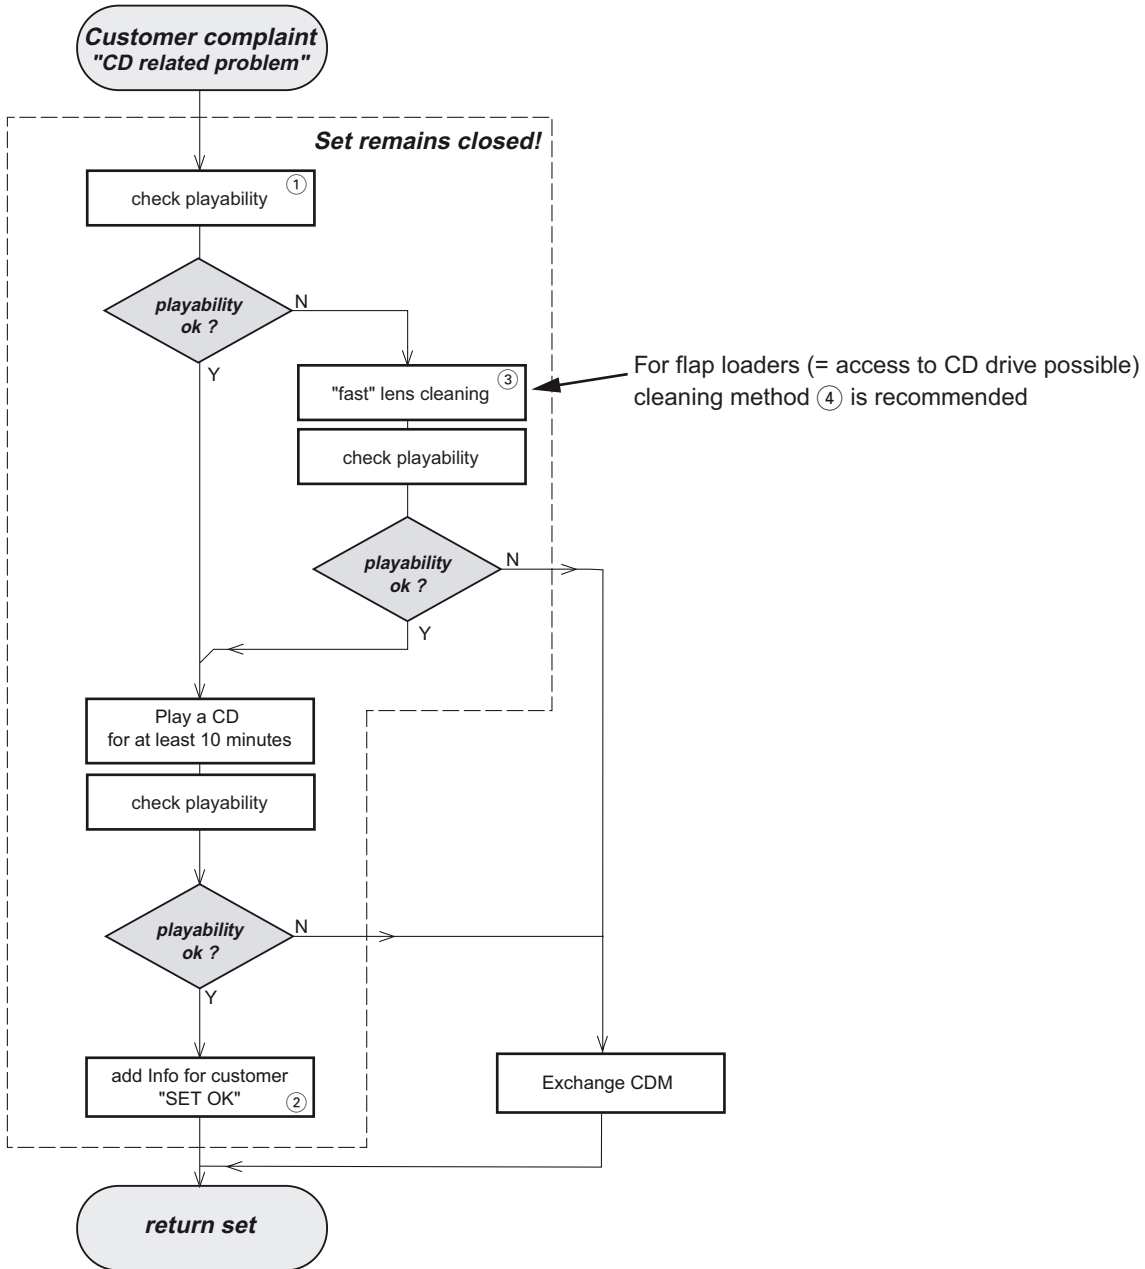 Customer complaint
"CD related problem"
Set remains closed!
check playability ①
playability
ok ?
N
Y
"fast" lens cleaning ③
For flap loaders (= access to CD drive possible)
cleaning method ④ is recommended
check playability
playability
ok ?
N
Y
Play a CD
for at least 10 minutes
check playability
playability
ok ?
N
Y
add Info for customer
"SET OK" ②
Exchange CDM
return set